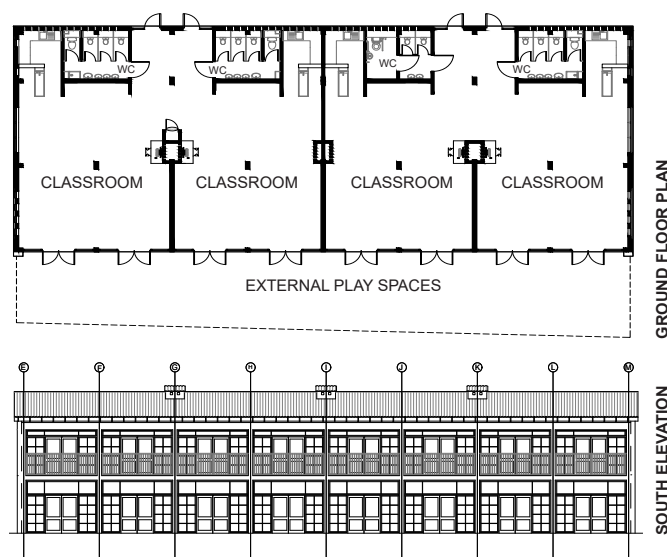 WC
WC
WC
WC
CLASSROOM
CLASSROOM
CLASSROOM
CLASSROOM
EXTERNAL PLAY SPACES
GROUND FLOOR PLAN
E
F
G
H
I
J
K
L
M
SOUTH ELEVATION